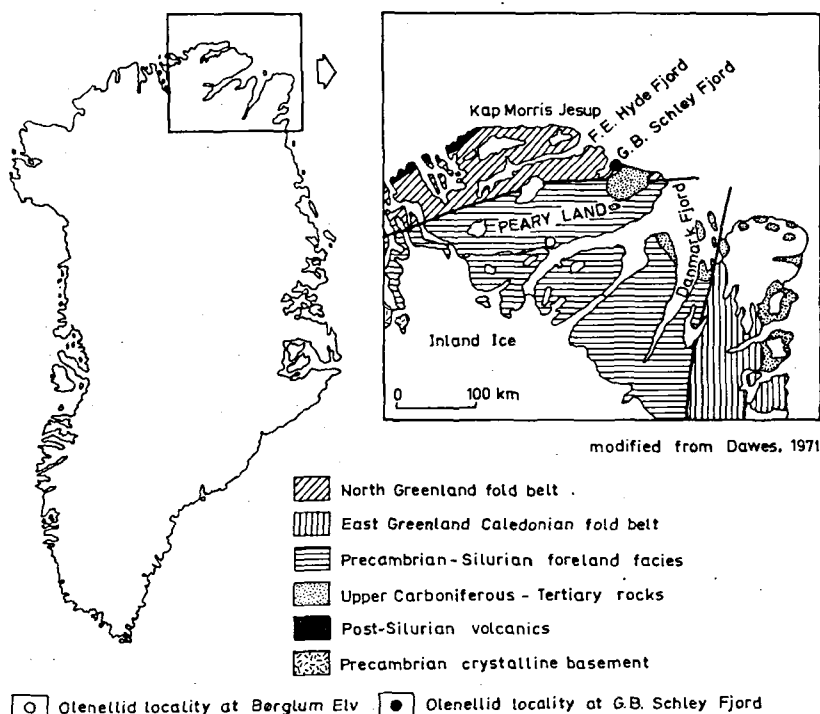 Kap Morris Jesup
F.E. Hyde Fjord
G.B. Schley Fjord
PEARY LAND
Danmark Fjord
Inland Ice
0 100 km
modified from Dawes, 1971
North Greenland fold belt
East Greenland Caledonian fold belt
Precambrian-Silurian foreland facies
Upper Carboniferous - Tertiary rocks
Post-Silurian volcanics
Precambrian crystalline basement
Olenellid locality at Børglum Elv
Olenellid locality at G.B. Schley Fjord